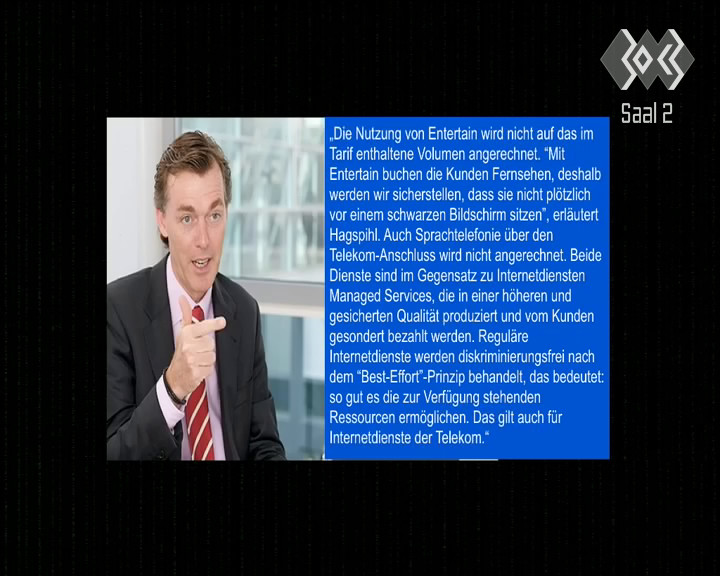 Saal 2
„Die Nutzung von Entertain wird nicht auf das im
Tarif enthaltene Volumen angerechnet. “Mit
Entertain buchen die Kunden Fernsehen, deshalb
werden wir sicherstellen, dass sie nicht plötzlich
vor einem schwarzen Bildschirm sitzen”, erläutert
Hagspihl. Auch Sprachtelefonie über den
Telekom-Anschluss wird nicht angerechnet. Beide
Dienste sind im Gegensatz zu Internetdiensten
Managed Services, die in einer höheren und
gesicherten Qualität produziert und vom Kunden
gesondert bezahlt werden. Reguläre
Internetdienste werden diskriminierungsfrei nach
dem “Best-Effort”-Prinzip behandelt, das bedeutet:
so gut es die zur Verfügung stehenden
Ressourcen ermöglichen. Das gilt auch für
Internetdienste der Telekom.“